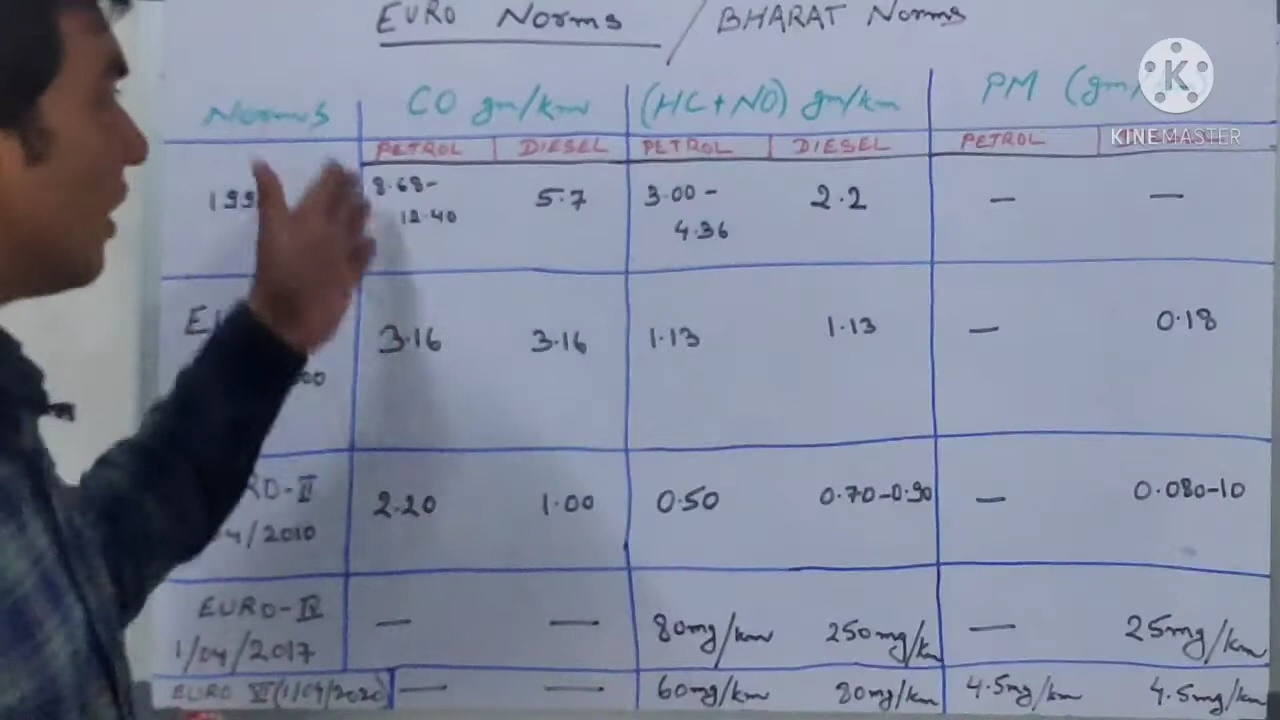 EURO Norms / BHARAT Norms
K
KINEMASTER
Norms CO gm/km (HC+NO) gm/km PM (gm/
PETROL DIESEL PETROL DIESEL PETROL
8.68- 5.7 3.00- 2.2 — —
12.40 4.36
3.16 3.16 1.13 1.13 — 0.18
2.20 1.00 0.50 0.70-0.90 — 0.080-10
/2010
EURO-IV — — 80mg/km 250mg/km — 25mg/km
1/04/2017
EURO VI (1/04/2020) — — 60mg/km 80mg/km 4.5mg/km 4.5mg/km